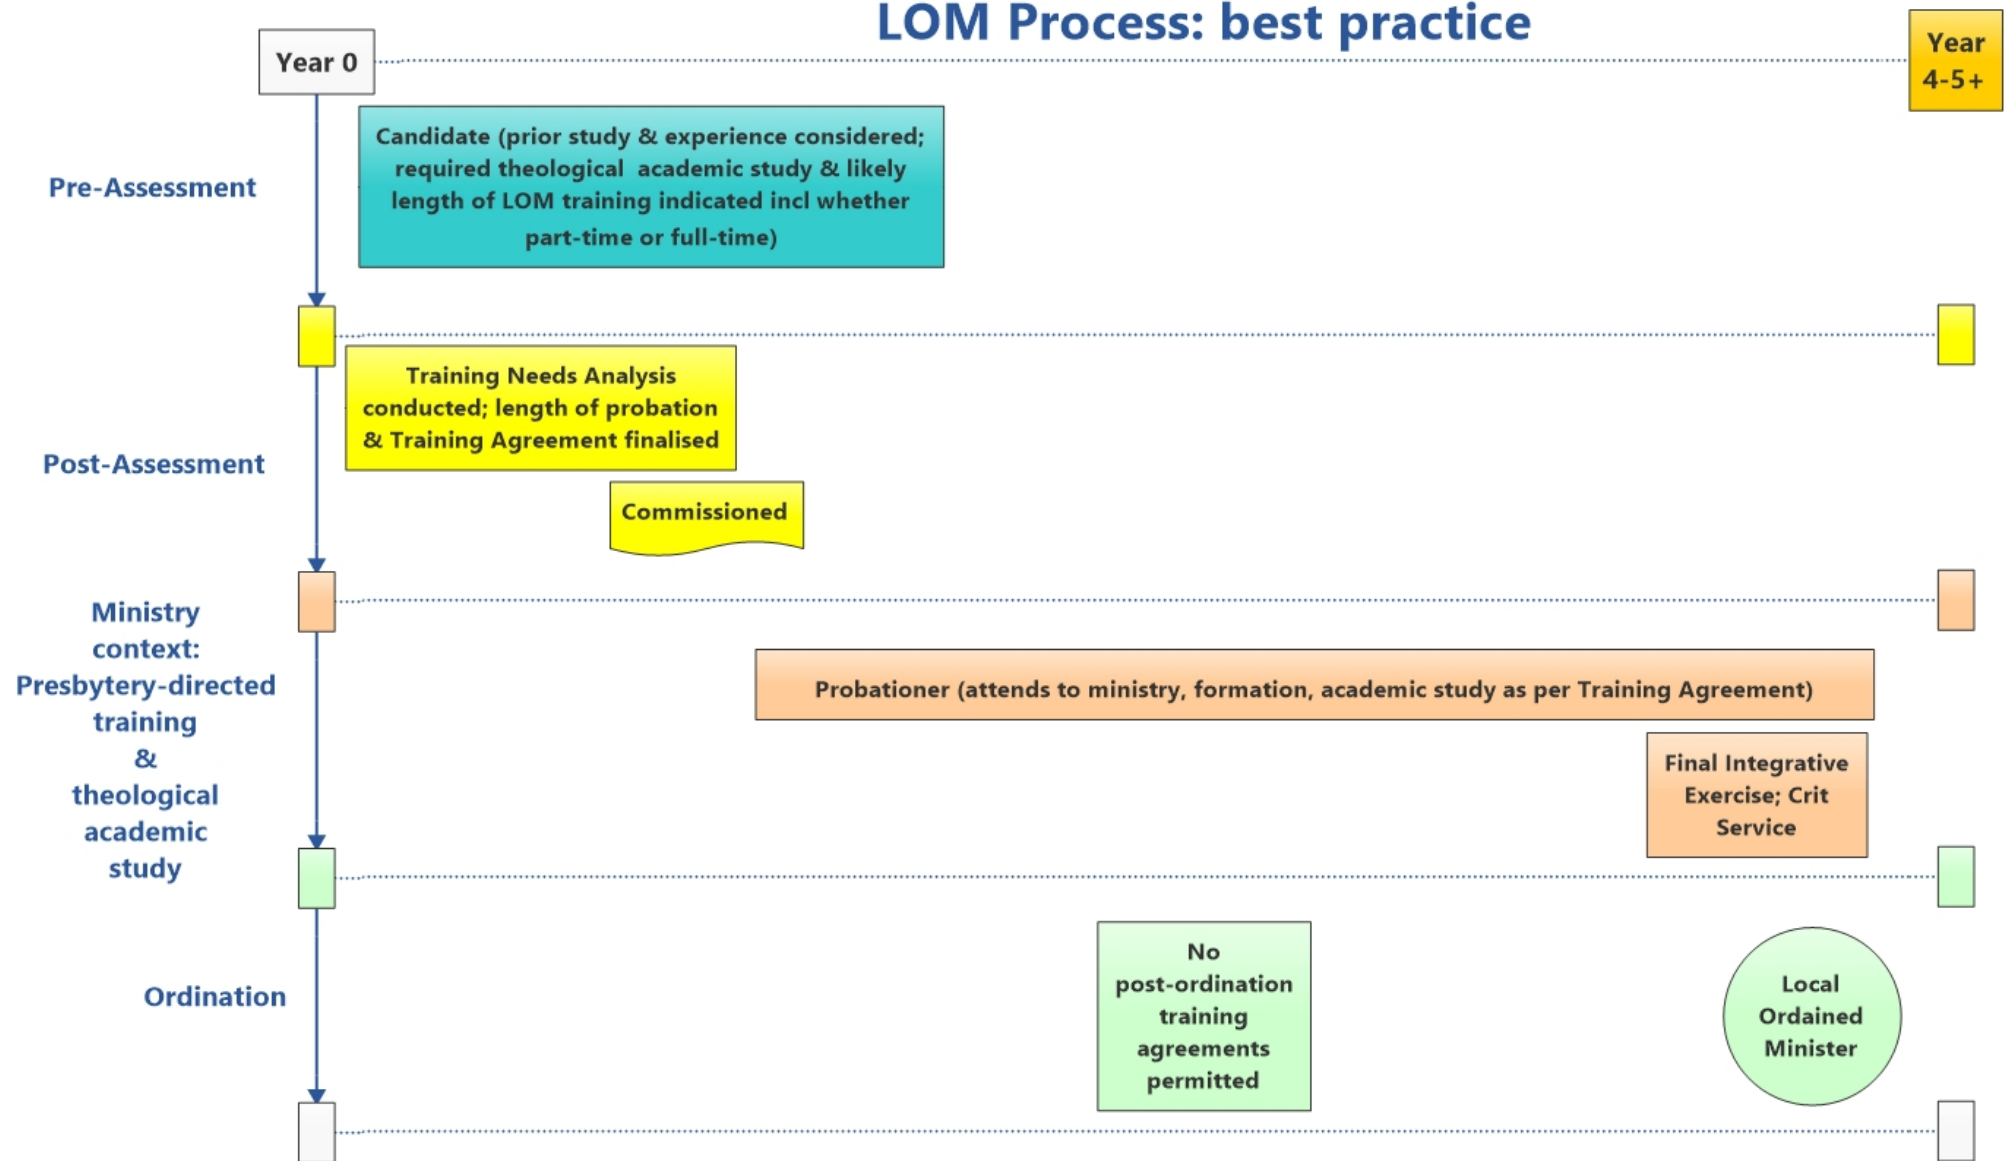 LOM Process: best practice
Year 0
Year
4-5+
Pre-Assessment
Candidate (prior study & experience considered;
required theological  academic study & likely
length of LOM training indicated incl whether
part-time or full-time)
Post-Assessment
Training Needs Analysis
conducted; length of probation
& Training Agreement finalised
Commissioned
Ministry
context:
Presbytery-directed
training
&
theological
academic
study
Probationer (attends to ministry, formation, academic study as per Training Agreement)
Final Integrative
Exercise; Crit
Service
Ordination
No
post-ordination
training
agreements
permitted
Local
Ordained
Minister